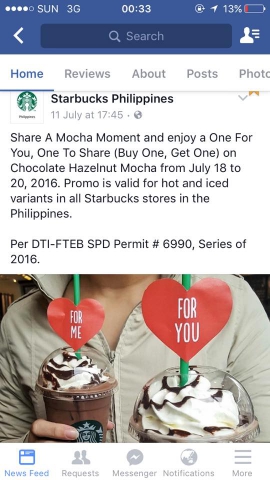 SUN 3G 00:33 13%
Search
Home Reviews About Posts Photo
Starbucks Philippines
11 July at 17:45
Share A Mocha Moment and enjoy a One For
You, One To Share (Buy One, Get One) on
Chocolate Hazelnut Mocha from July 18 to
20, 2016. Promo is valid for hot and iced
variants in all Starbucks stores in the
Philippines.
Per DTI-FTEB SPD Permit # 6990, Series of
2016.
FOR
ME
FOR
YOU
News Feed Requests Messenger Notifications More